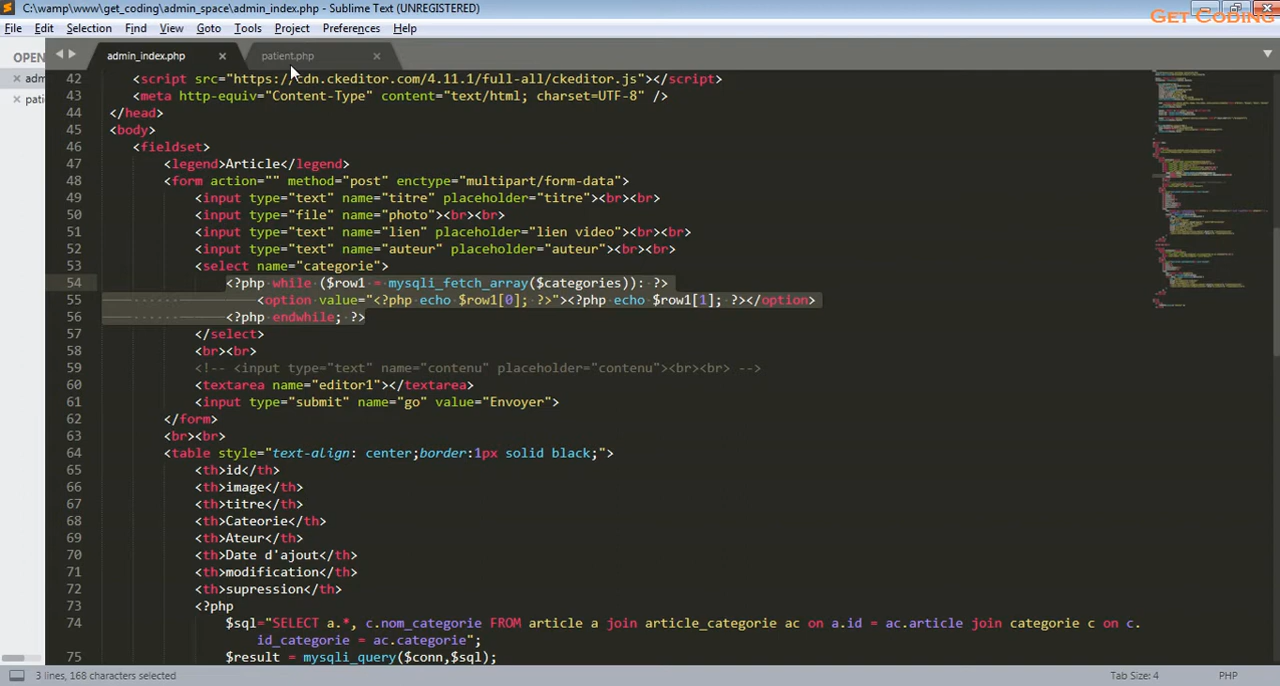 C:\wamp\www\get_coding\admin_space\admin_index.php - Sublime Text (UNREGISTERED)
GET CODING
File Edit Selection Find View Goto Tools Project Preferences Help
OPEN admin_index.php × patient.php ×
× adm
× pati
42 <script src="https://cdn.ckeditor.com/4.11.1/full-all/ckeditor.js"></script>
43 <meta http-equiv="Content-Type" content="text/html; charset=UTF-8" />
44 </head>
45 <body>
46 <fieldset>
47 <legend>Article</legend>
48 <form action="" method="post" enctype="multipart/form-data">
49 <input type="text" name="titre" placeholder="titre"><br><br>
50 <input type="file" name="photo"><br><br>
51 <input type="text" name="lien" placeholder="lien video"><br><br>
52 <input type="text" name="auteur" placeholder="auteur"><br><br>
53 <select name="categorie">
54 <?php while ($row1 = mysqli_fetch_array($categories)): ?>
55 <option value="<?php echo $row1[0]; ?>"><?php echo $row1[1]; ?></option>
56 <?php endwhile; ?>
57 </select>
58 <br><br>
59 <!-- <input type="text" name="contenu" placeholder="contenu"><br><br> -->
60 <textarea name="editor1"></textarea>
61 <input type="submit" name="go" value="Envoyer">
62 </form>
63 <br><br>
64 <table style="text-align: center;border:1px solid black;">
65 <th>id</th>
66 <th>image</th>
67 <th>titre</th>
68 <th>Cateorie</th>
69 <th>Ateur</th>
70 <th>Date d'ajout</th>
71 <th>modification</th>
72 <th>supression</th>
73 <?php
74 $sql="SELECT a.*, c.nom_categorie FROM article a join article_categorie ac on a.id = ac.article join categorie c on c.
id_categorie = ac.categorie";
75 $result = mysqli_query($conn,$sql);
3 lines, 168 characters selected Tab Size: 4 PHP